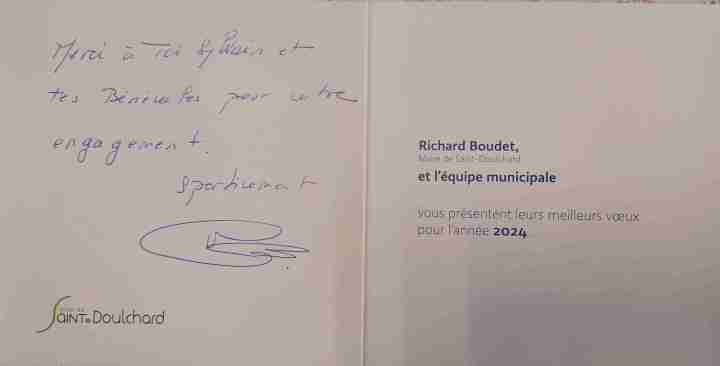 Merci à Toi Sylvain et
tes Bénévoles pour votre
engagement.
Sportivement
SAINT-Doulchard
Richard Boudet,
Maire de Saint-Doulchard
et l'équipe municipale
vous présentent leurs meilleurs vœux
pour l'année 2024